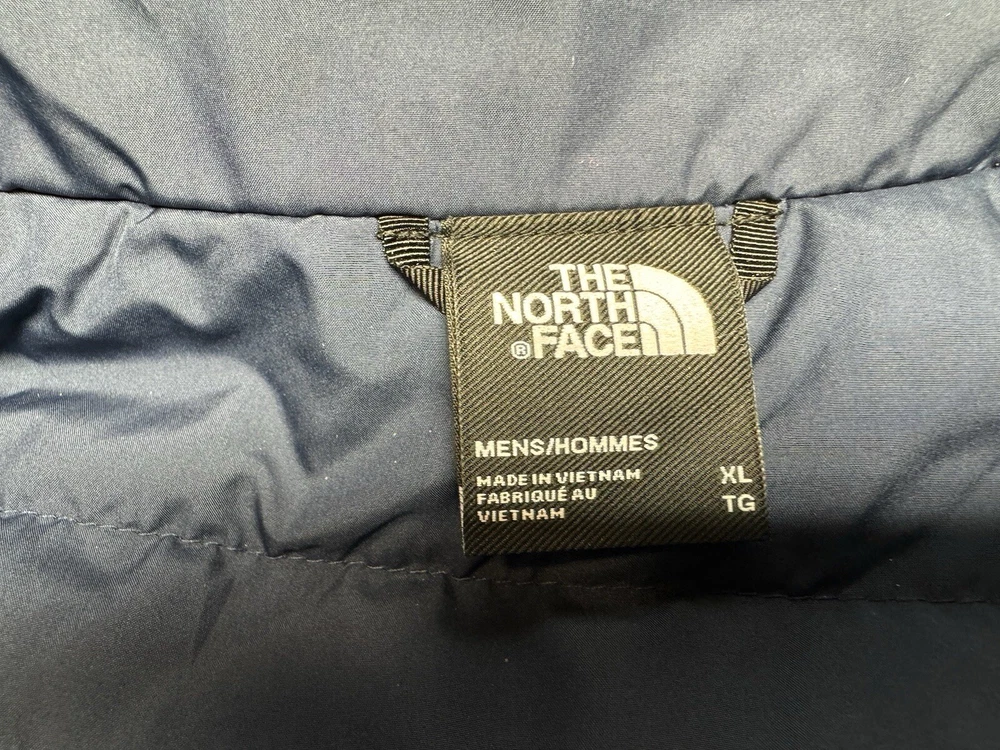 THE
NORTH
®FACE
MENS/HOMMES
MADE IN VIETNAM XL
FABRIQUÉ AU TG
VIETNAM